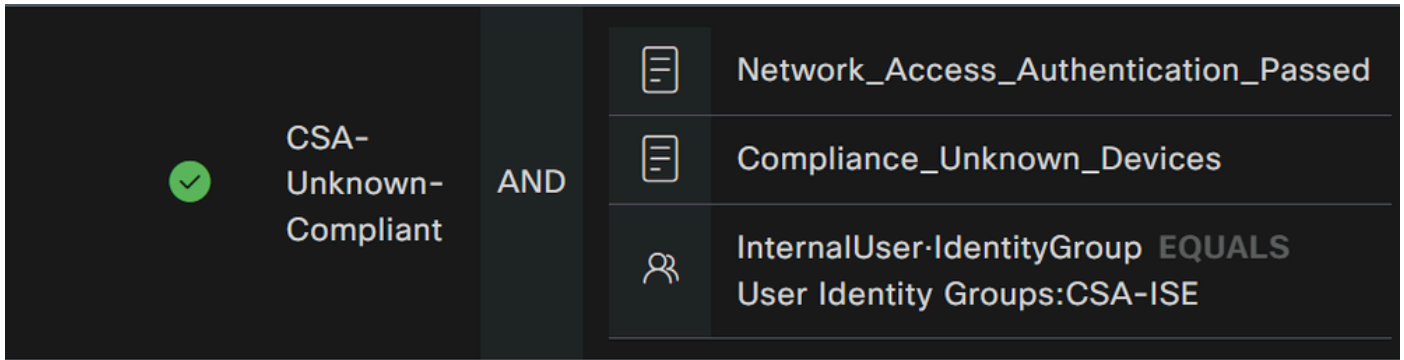 CSA-
Unknown-
Compliant
AND
Network_Access_Authentication_Passed
Compliance_Unknown_Devices
InternalUser·IdentityGroup EQUALS
User Identity Groups:CSA-ISE